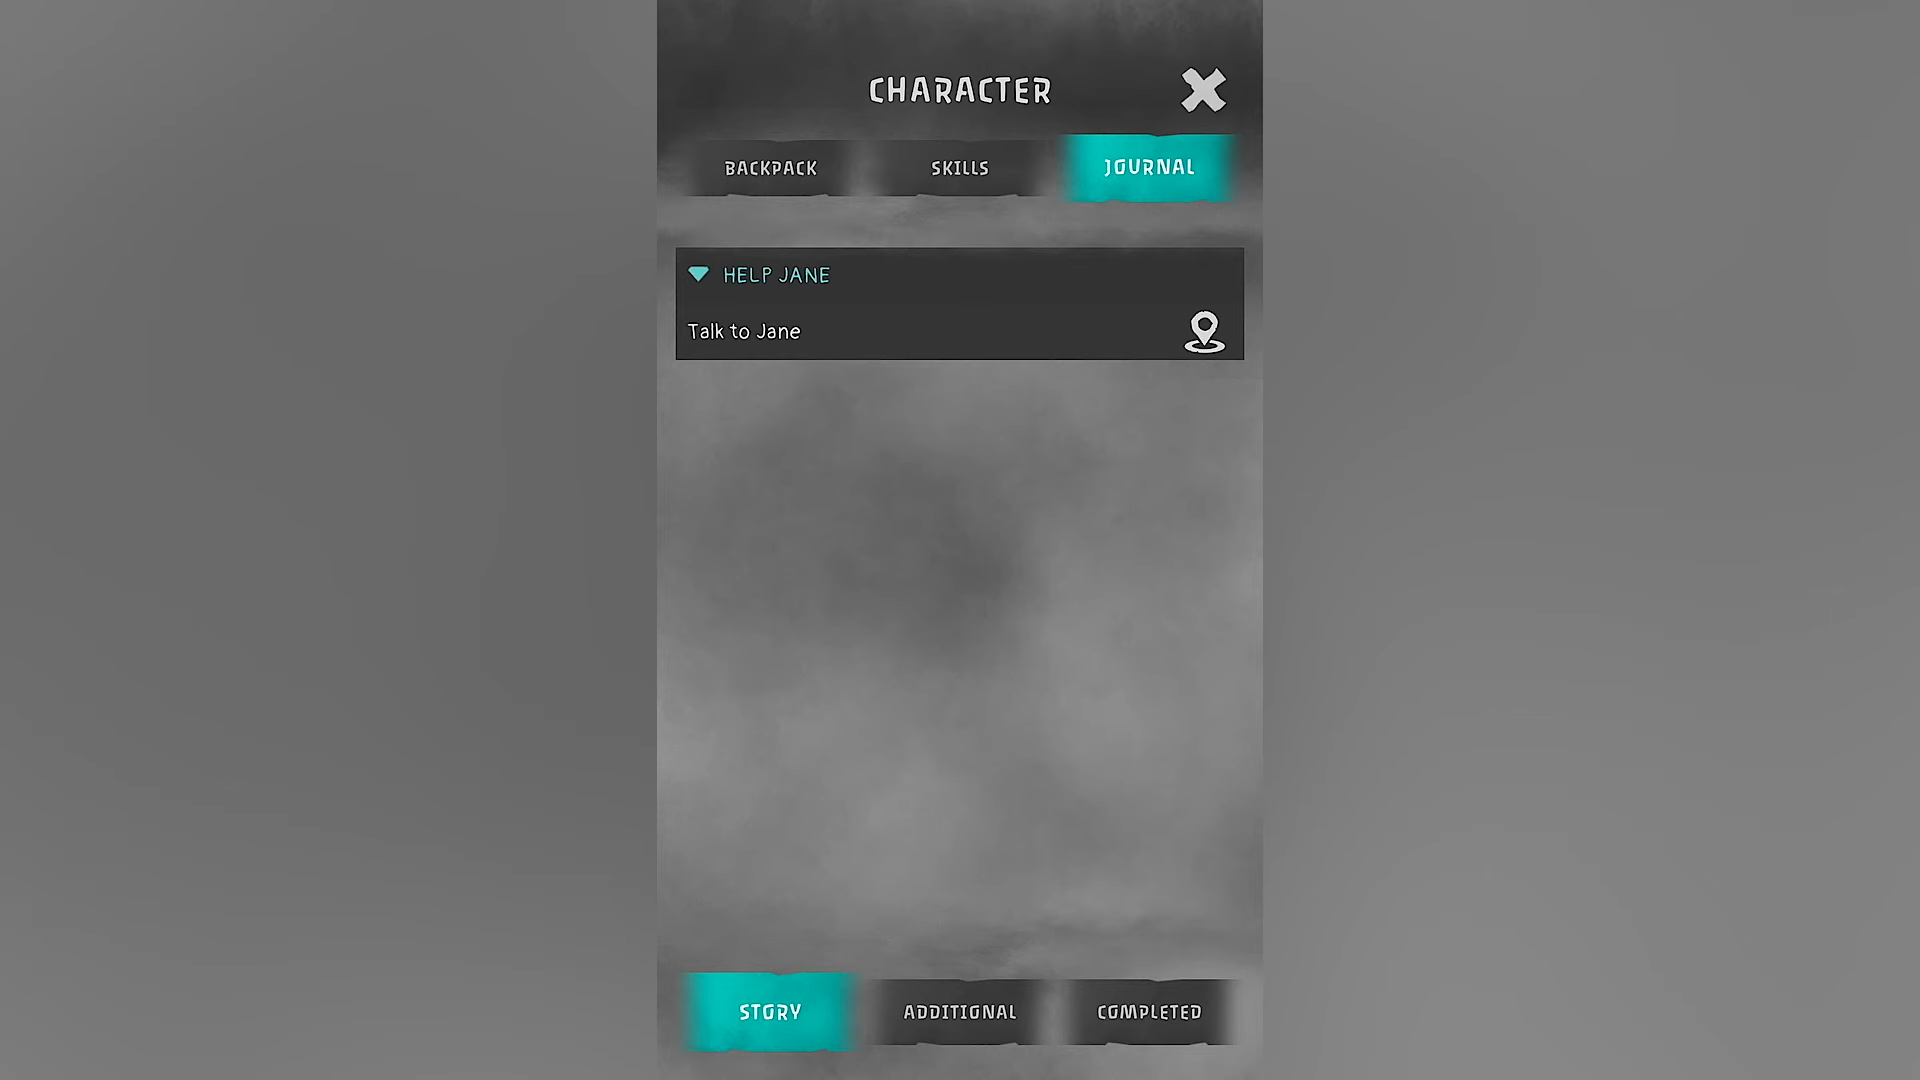 CHARACTER
BACKPACK
SKILLS
JOURNAL
HELP JANE
Talk to Jane
STORY
ADDITIONAL
COMPLETED